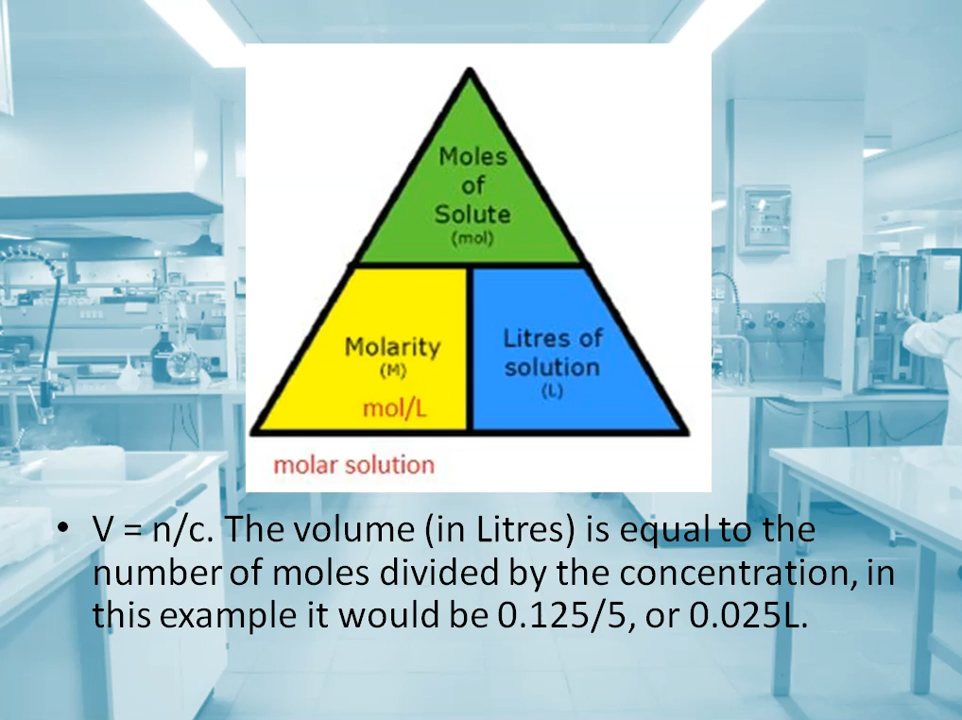 Moles
of
Solute
(mol)
Molarity
(M)
mol/L
Litres of
solution
(L)
molar solution
• V = n/c. The volume (in Litres) is equal to the
number of moles divided by the concentration, in
this example it would be 0.125/5, or 0.025L.